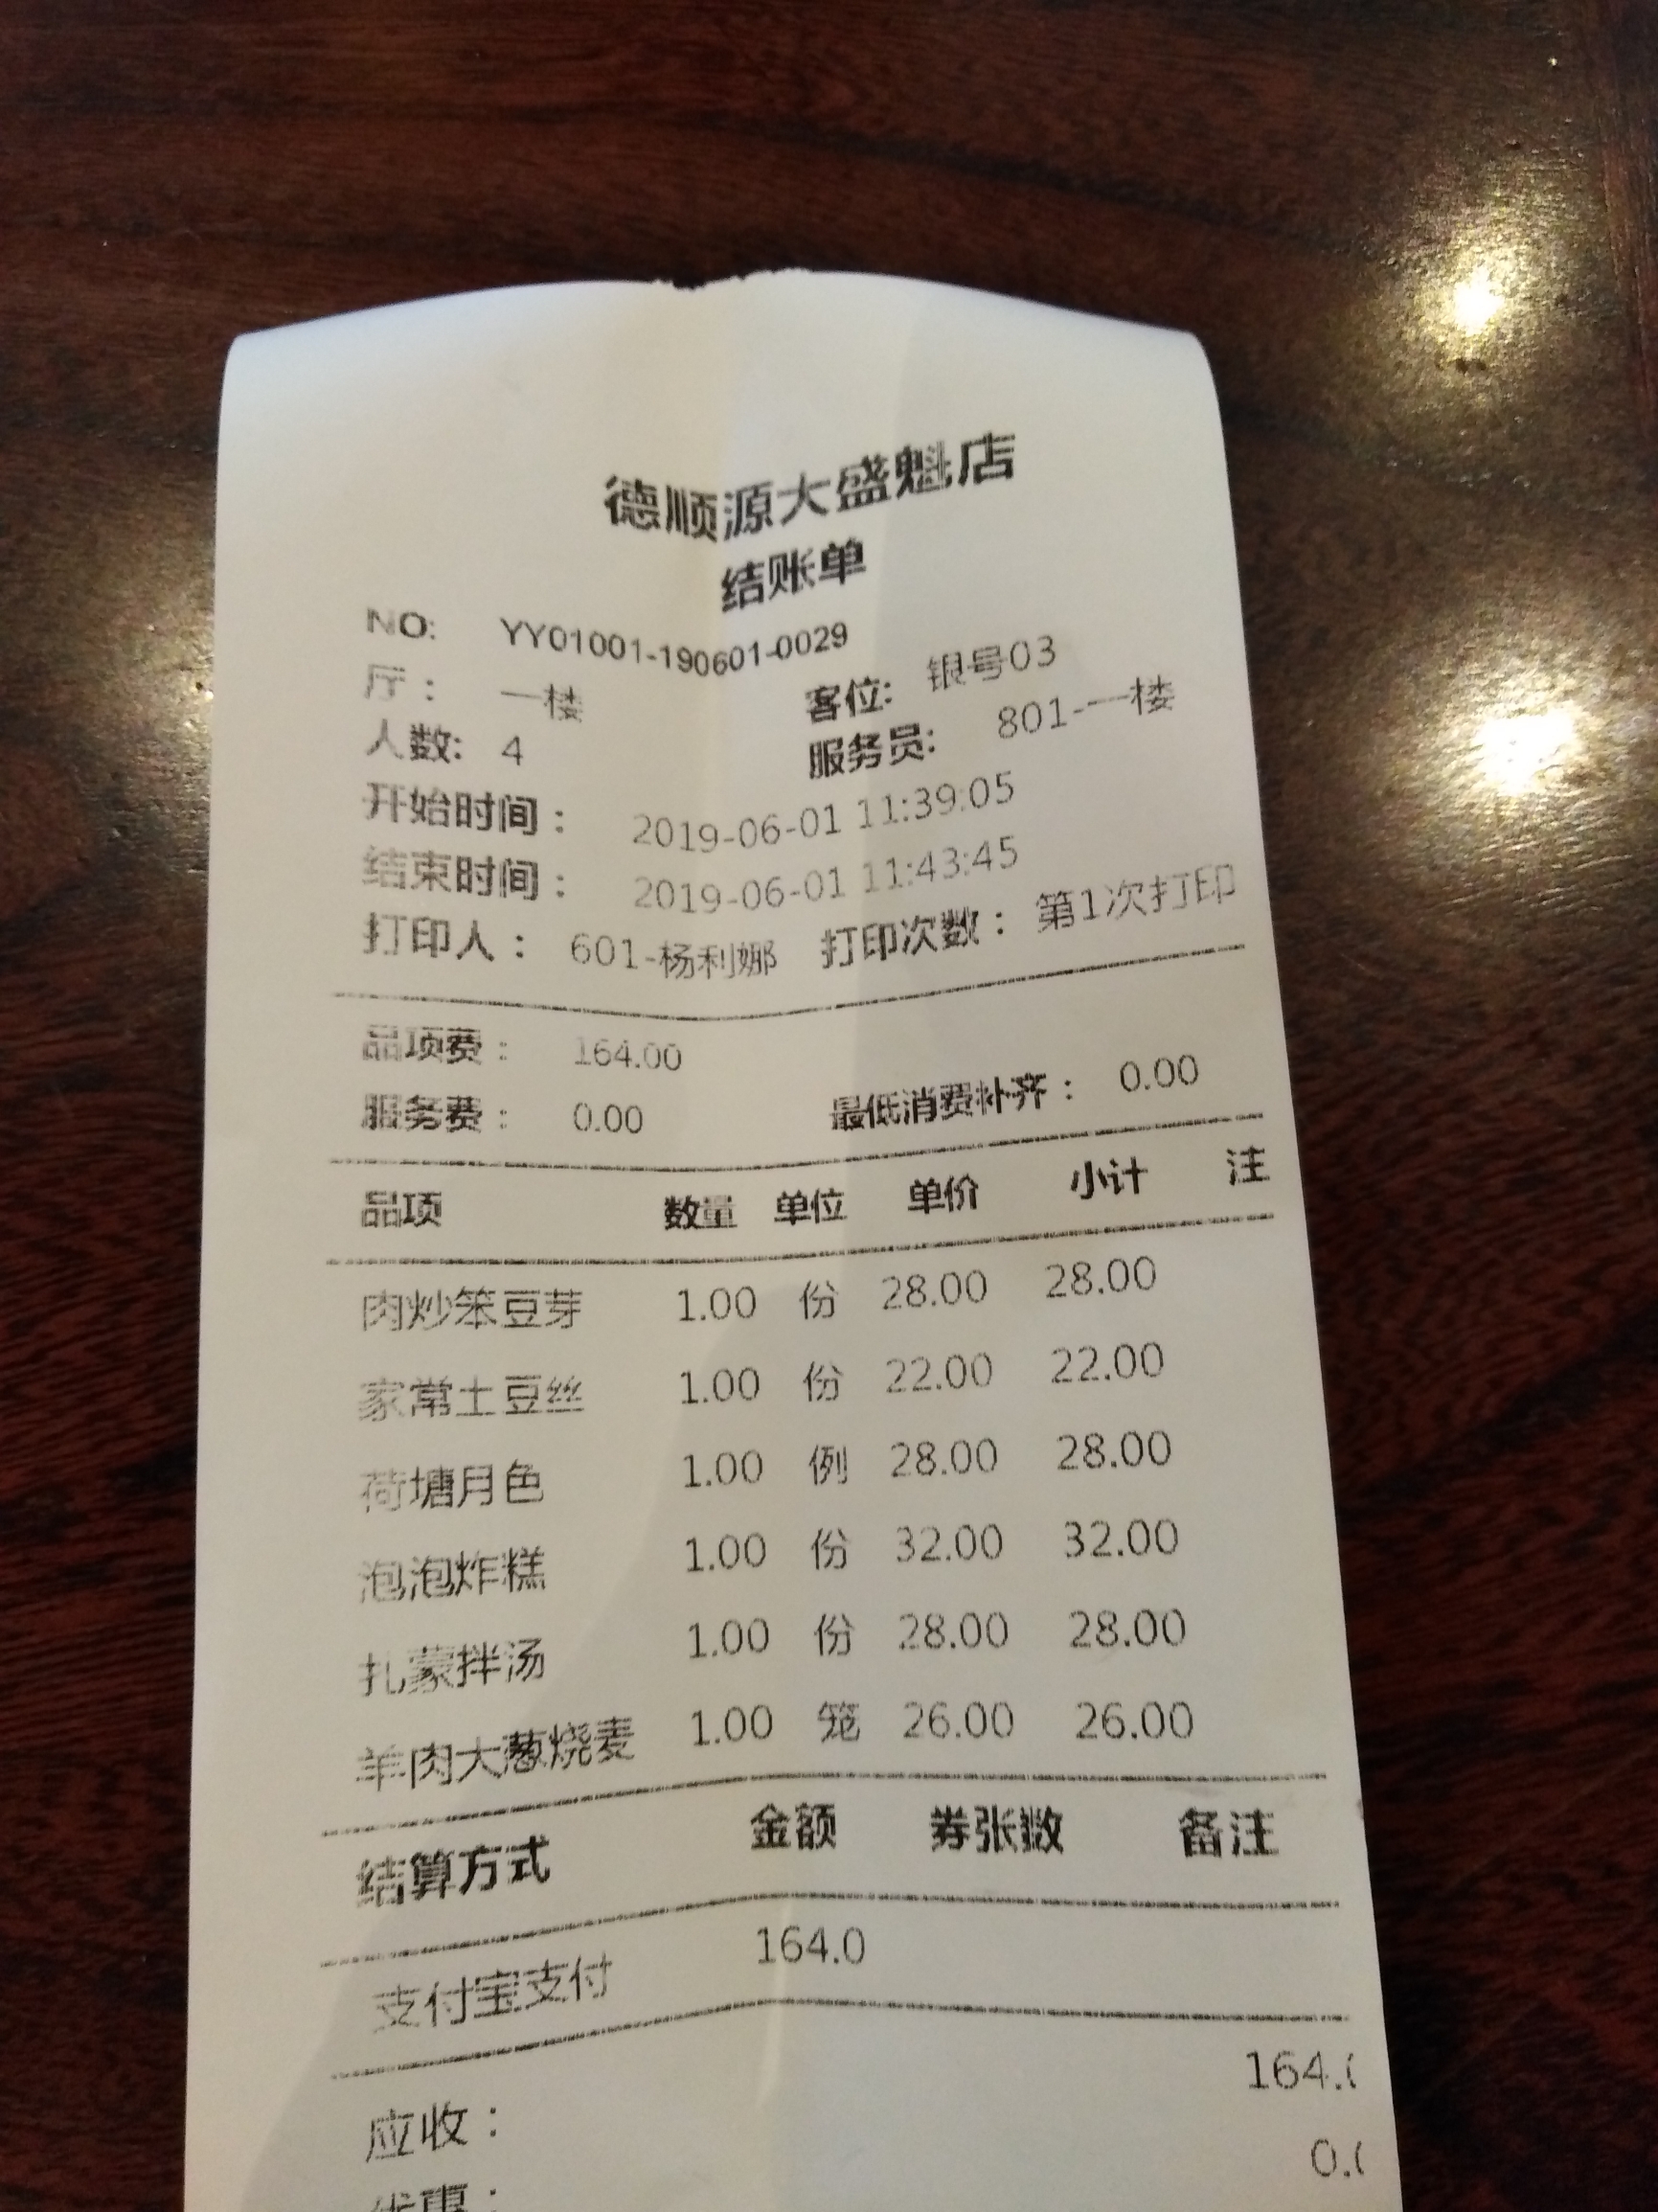 德顺源大盛魁店
结账单
NO: YY01001-190601-0029
厅： 一楼 客位: 银号03
人数: 4 服务员: 801-一楼
开始时间： 2019-06-01 11:39:05
结束时间： 2019-06-01 11:43:45
打印人： 601-杨利娜 打印次数： 第1次打印
品项费： 164.00
服务费： 0.00 最低消费补齐： 0.00
品项 数量 单位 单价 小计 注
肉炒笨豆芽 1.00 份 28.00 28.00
家常土豆丝 1.00 份 22.00 22.00
荷塘月色 1.00 例 28.00 28.00
泡泡炸糕 1.00 份 32.00 32.00
扎蒙拌汤 1.00 份 28.00 28.00
羊肉大葱烧麦 1.00 笼 26.00 26.00
结算方式 金额 券张数 备注
支付宝支付 164.0
应收： 164.
优惠： 0.